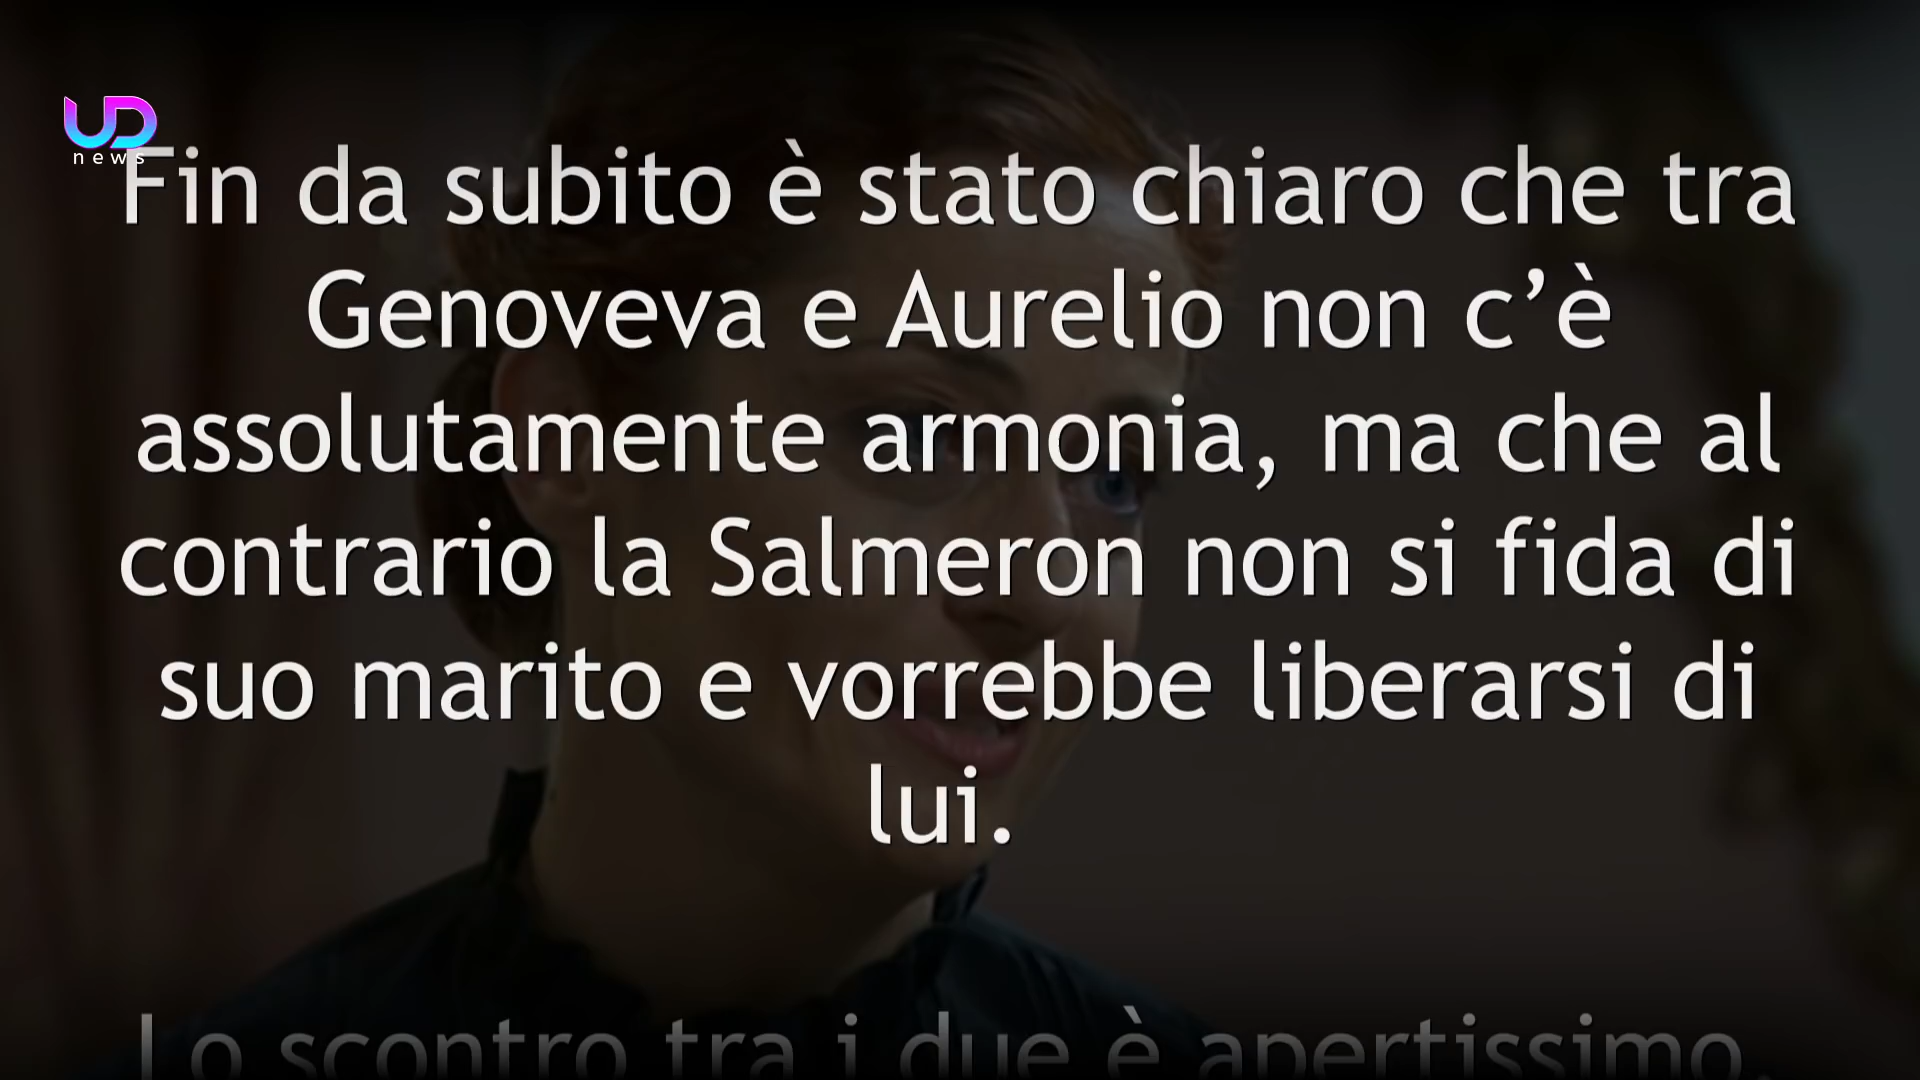 UD
news
Fin da subito è stato chiaro che tra
Genoveva e Aurelio non c’è
assolutamente armonia, ma che al
contrario la Salmeron non si fida di
suo marito e vorrebbe liberarsi di
lui.
Lo scontro tra i due è apertissimo,